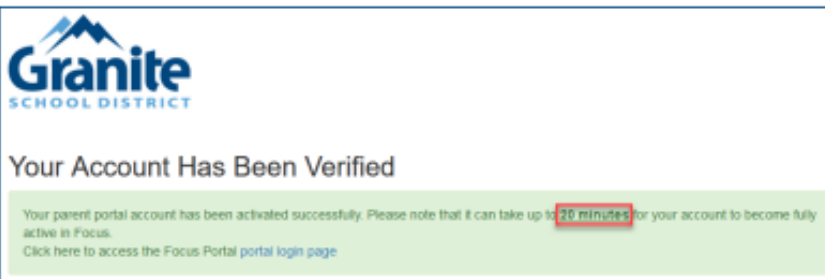 Granite
SCHOOL DISTRICT
Your Account Has Been Verified
Your parent portal account has been activated successfully. Please note that it can take up to 20 minutes for your account to become fully
active in Focus.
Click here to access the Focus Portal portal login page